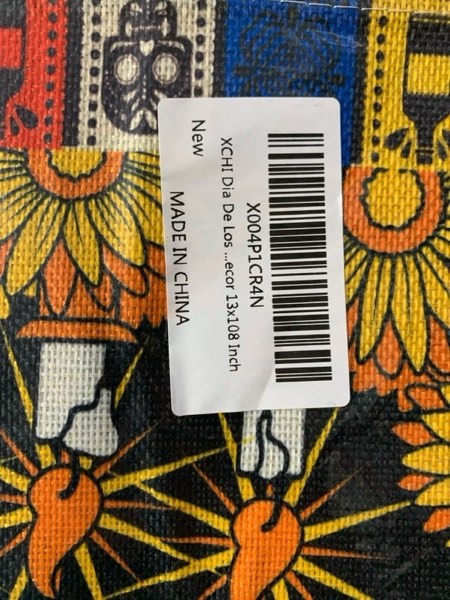 X004P1CR4N
XCHI Dia De Los ...ecor 13x108 Inch
New
MADE IN CHINA